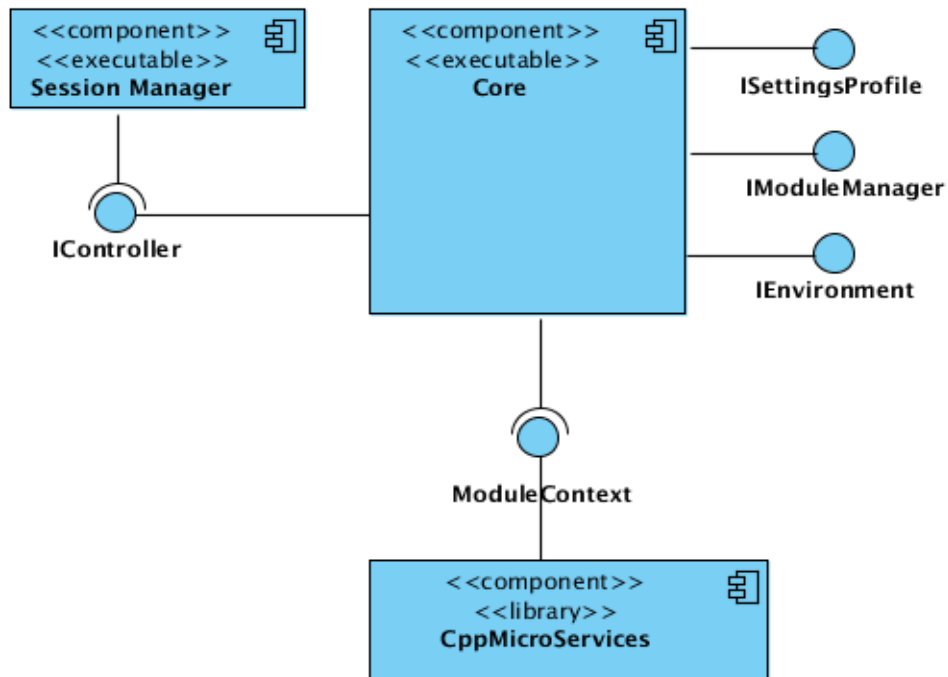 <<component>>
<<executable>>
Session Manager
<<component>>
<<executable>>
Core
ISettingsProfile
IModuleManager
IController
IEnvironment
ModuleContext
<<component>>
<<library>>
CppMicroServices